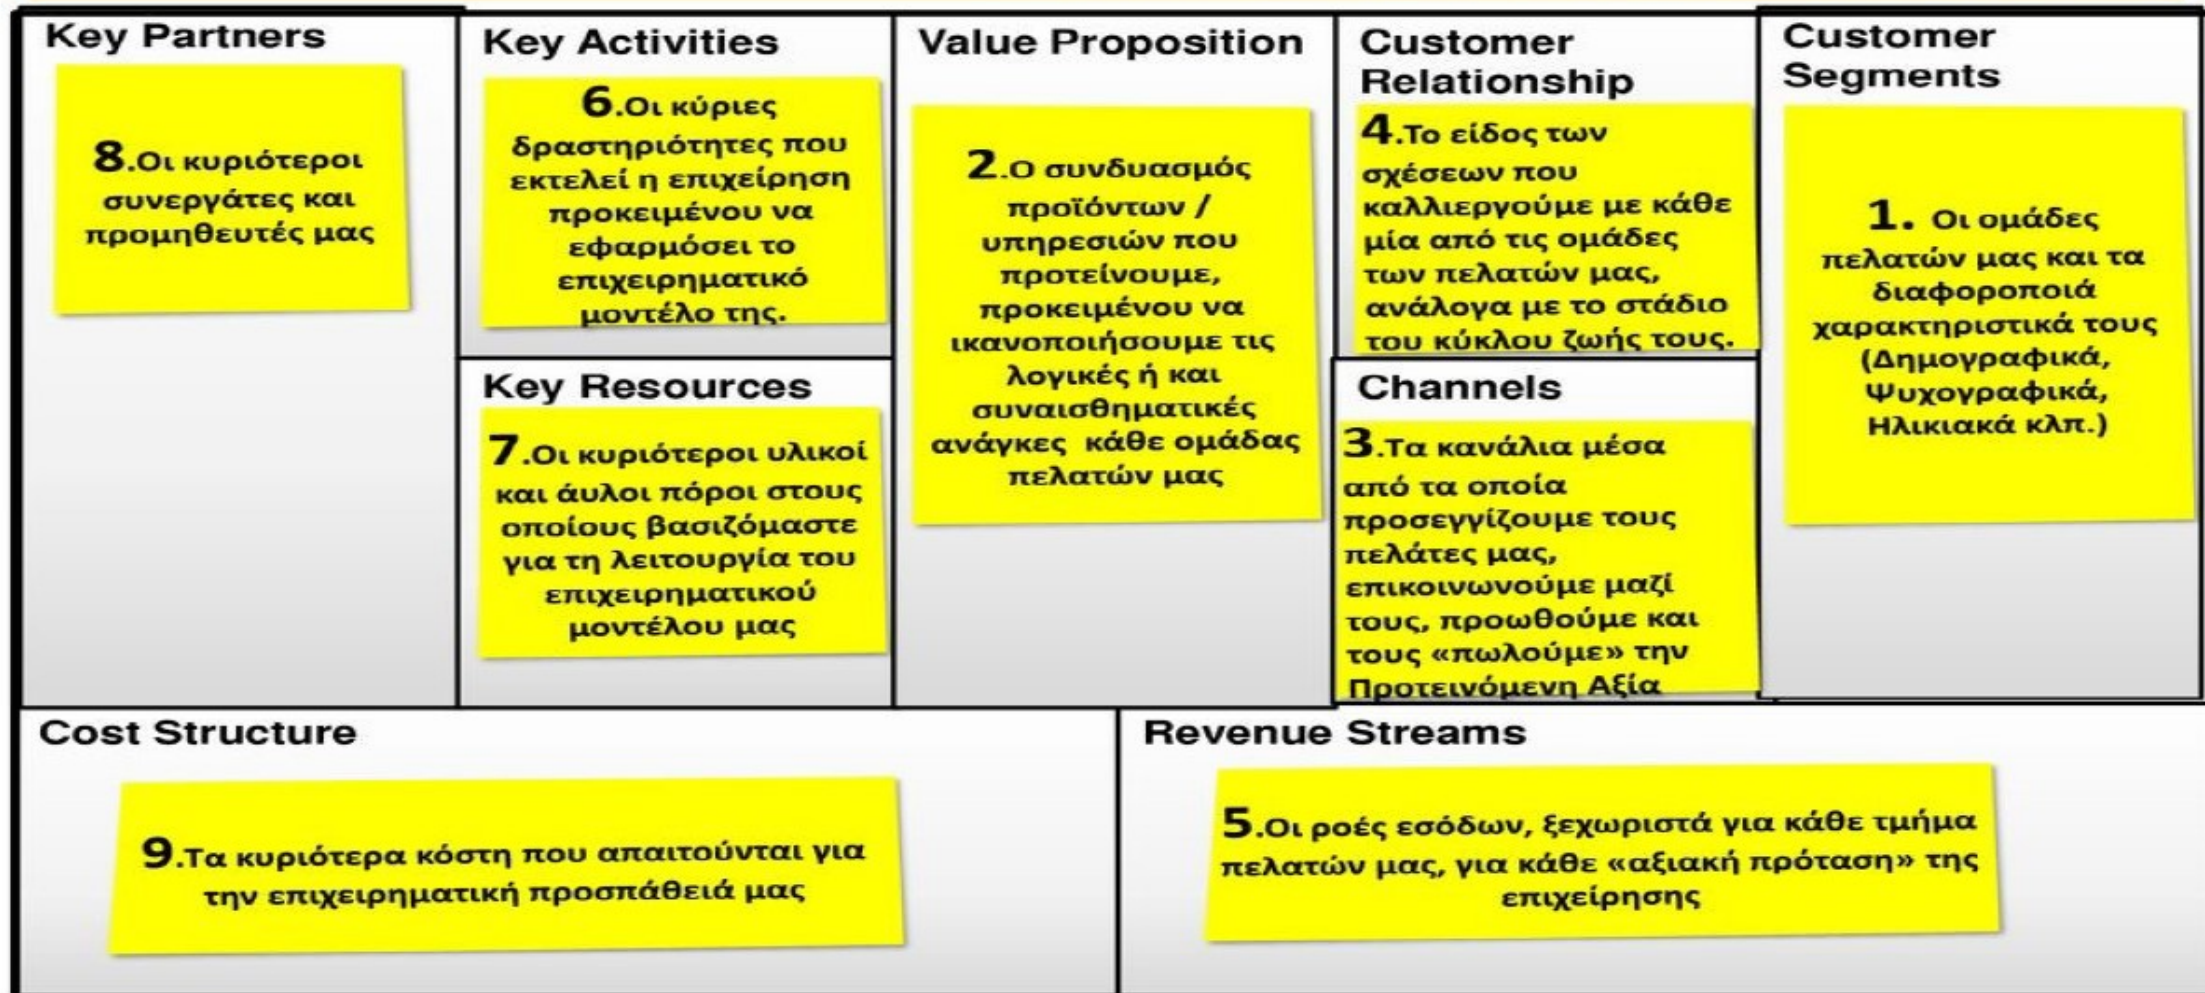 Key Partners
8.Οι κυριότεροι
συνεργάτες και
προμηθευτές μας
Key Activities
6.Οι κύριες
δραστηριότητες που
εκτελεί η επιχείρηση
προκειμένου να
εφαρμόσει το
επιχειρηματικό
μοντέλο της.
Key Resources
7.Οι κυριότεροι υλικοί
και άυλοι πόροι στους
οποίους βασιζόμαστε
για τη λειτουργία του
επιχειρηματικού
μοντέλου μας
Value Proposition
2.Ο συνδυασμός
προϊόντων /
υπηρεσιών που
προτείνουμε,
προκειμένου να
ικανοποιήσουμε τις
λογικές ή και
συναισθηματικές
ανάγκες κάθε ομάδας
πελατών μας
Customer
Relationship
4.Το είδος των
σχέσεων που
καλλιεργούμε με κάθε
μία από τις ομάδες
των πελατών μας,
ανάλογα με το στάδιο
του κύκλου ζωής τους.
Channels
3.Τα κανάλια μέσα
από τα οποία
προσεγγίζουμε τους
πελάτες μας,
επικοινωνούμε μαζί
τους, προωθούμε και
τους «πωλούμε» την
Προτεινόμενη Αξία
Customer
Segments
1. Οι ομάδες
πελατών μας και τα
διαφοροποιά
χαρακτηριστικά τους
(Δημογραφικά,
Ψυχογραφικά,
Ηλικιακά κλπ.)
Cost Structure
9.Τα κυριότερα κόστη που απαιτούνται για
την επιχειρηματική προσπάθειά μας
Revenue Streams
5.Οι ροές εσόδων, ξεχωριστά για κάθε τμήμα
πελατών μας, για κάθε «αξιακή πρόταση» της
επιχείρησης